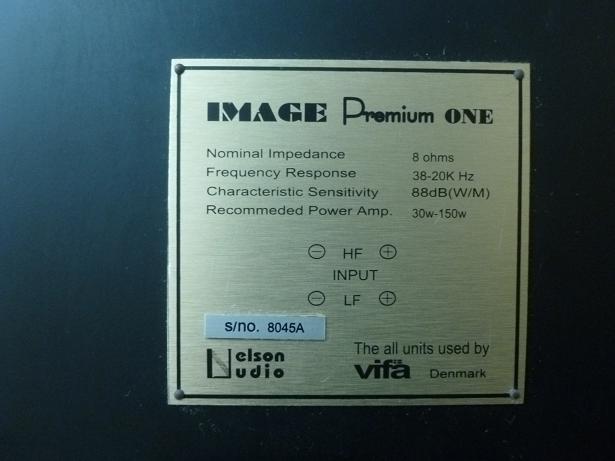 IMAGE Premium ONE
Nominal Impedance 8 ohms
Frequency Response 38-20K Hz
Characteristic Sensitivity 88dB(W/M)
Recommeded Power Amp. 30w-150w
⊖ HF ⊕
INPUT
⊖ LF ⊕
s/no. 8045A
Nelson Audio
The all units used by
vifa Denmark